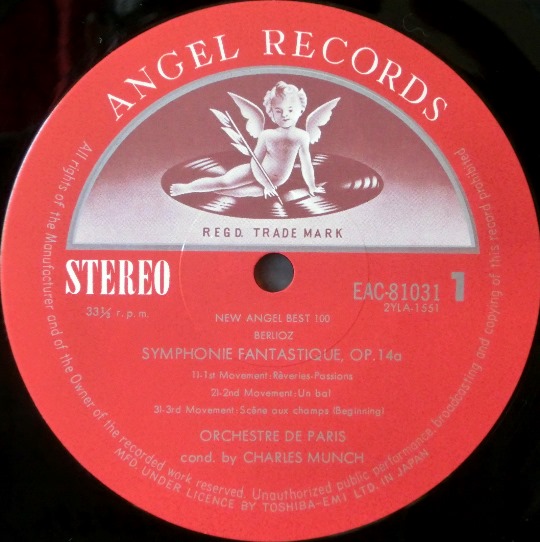 ANGEL RECORDS
REGD. TRADE MARK
STEREO
33⅓ r.p.m.
EAC-81031 1
2YLA-1551
NEW ANGEL BEST 100
BERLIOZ
SYMPHONIE FANTASTIQUE, OP.14a
1)-1st Movement:Rêveries-Passions
2)-2nd Movement:Un bal
3)-3rd Movement:Scène aux champs (Beginning)
ORCHESTRE DE PARIS
cond. by CHARLES MUNCH
All rights of the Manufacturer and of the Owner of the recorded work reserved. Unauthorized public performance, broadcasting and copying of this record prohibited
MFD. UNDER LICENCE BY TOSHIBA-EMI LTD. IN JAPAN